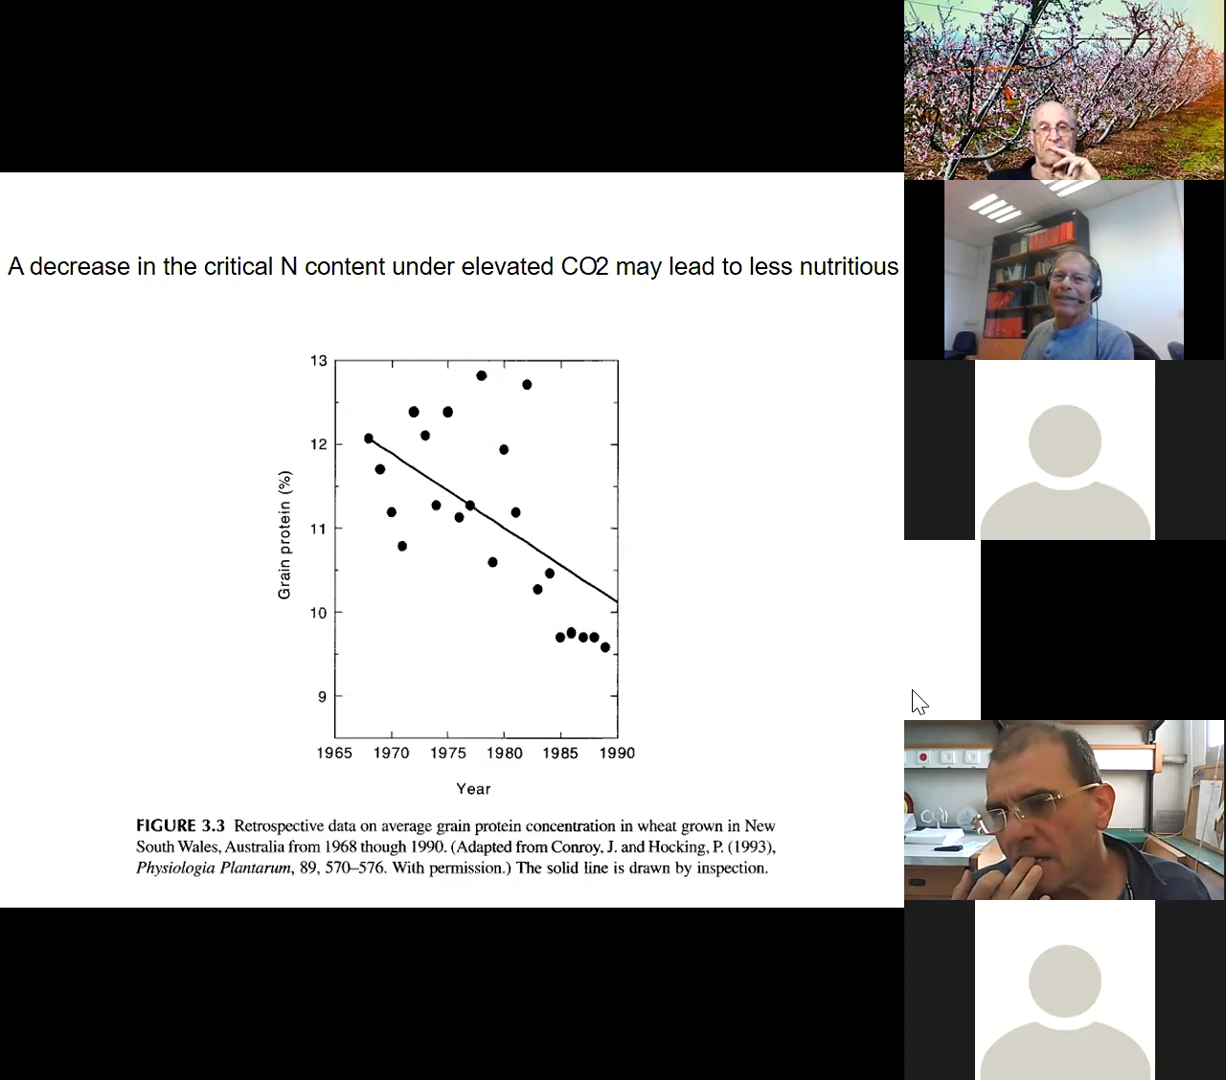 A decrease in the critical N content under elevated CO2 may lead to less nutritious
13
12
11
10
9
Grain protein (%)
1965 1970 1975 1980 1985 1990
Year
FIGURE 3.3 Retrospective data on average grain protein concentration in wheat grown in New
South Wales, Australia from 1968 though 1990. (Adapted from Conroy, J. and Hocking, P. (1993),
Physiologia Plantarum, 89, 570–576. With permission.) The solid line is drawn by inspection.